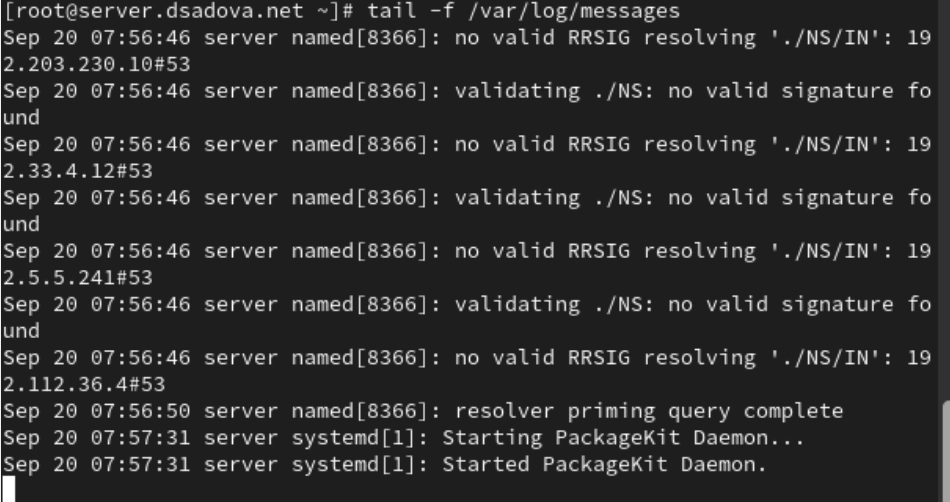 [root@server.dsadova.net ~]# tail -f /var/log/messages
Sep 20 07:56:46 server named[8366]: no valid RRSIG resolving './NS/IN': 19
2.203.230.10#53
Sep 20 07:56:46 server named[8366]: validating ./NS: no valid signature fo
und
Sep 20 07:56:46 server named[8366]: no valid RRSIG resolving './NS/IN': 19
2.33.4.12#53
Sep 20 07:56:46 server named[8366]: validating ./NS: no valid signature fo
und
Sep 20 07:56:46 server named[8366]: no valid RRSIG resolving './NS/IN': 19
2.5.5.241#53
Sep 20 07:56:46 server named[8366]: validating ./NS: no valid signature fo
und
Sep 20 07:56:46 server named[8366]: no valid RRSIG resolving './NS/IN': 19
2.112.36.4#53
Sep 20 07:56:50 server named[8366]: resolver priming query complete
Sep 20 07:57:31 server systemd[1]: Starting PackageKit Daemon...
Sep 20 07:57:31 server systemd[1]: Started PackageKit Daemon.